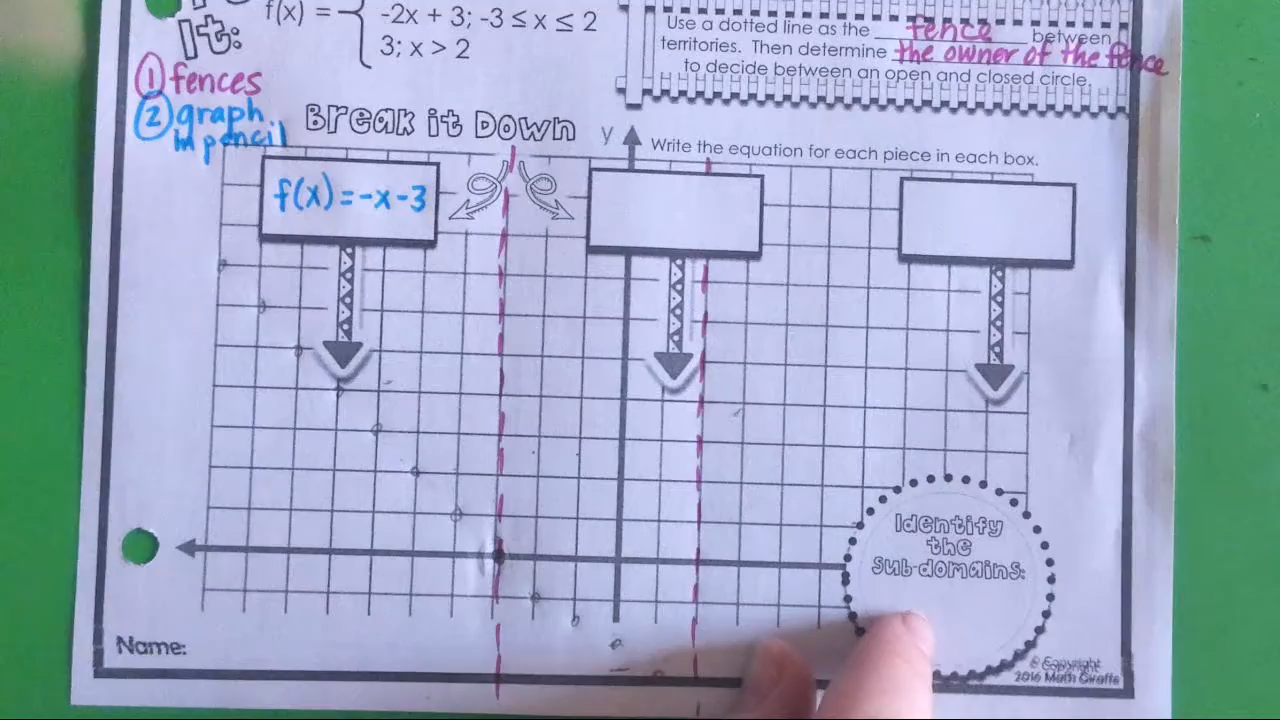 It:
f(x) =
-2x + 3; -3 ≤ x ≤ 2
3; x > 2
Use a dotted line as the fence between
territories. Then determine the owner of the fence
to decide between an open and closed circle.
① fences
② graph
in pencil
Break it Down
y
Write the equation for each piece in each box.
f(x) = -x - 3
Identify
the
sub-domains:
Name:
© Copyright
2016 Math Giraffe